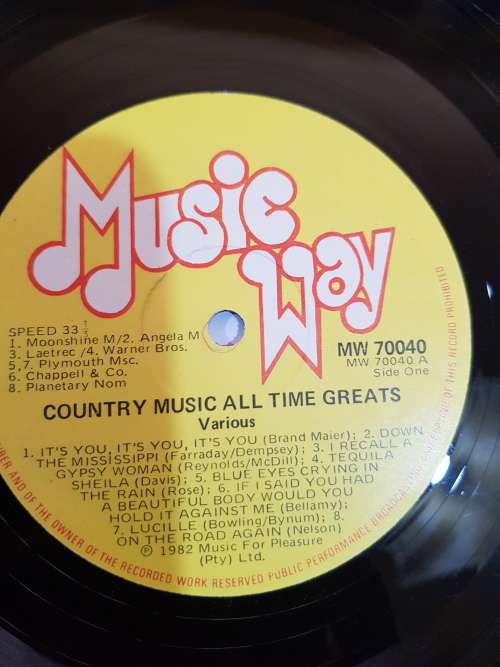 Music
Way
SPEED 33 1/3
1. Moonshine M/2. Angela M
3. Laetrec /4. Warner Bros.
5,7. Plymouth Msc.
6. Chappell & Co.
8. Planetary Nom
MW 70040
MW 70040 A
Side One
COUNTRY MUSIC ALL TIME GREATS
Various
1. IT'S YOU, IT'S YOU, IT'S YOU (Brand Maier); 2. DOWN
THE MISSISSIPPI (Farraday/Dempsey); 3. I RECALL A
GYPSY WOMAN (Reynolds/McDill); 4. TEQUILA
SHEILA (Davis); 5. BLUE EYES CRYING IN
THE RAIN (Rose); 6. IF I SAID YOU HAD
A BEAUTIFUL BODY WOULD YOU
HOLD IT AGAINST ME (Bellamy);
7. LUCILLE (Bowling/Bynum); 8.
ON THE ROAD AGAIN (Nelson)
℗ 1982 Music For Pleasure
(Pty) Ltd.
AND OF THE OWNER OF THE RECORDED WORK RESERVED PUBLIC PERFORMANCE BROADCASTING OF THIS RECORD PROHIBITED